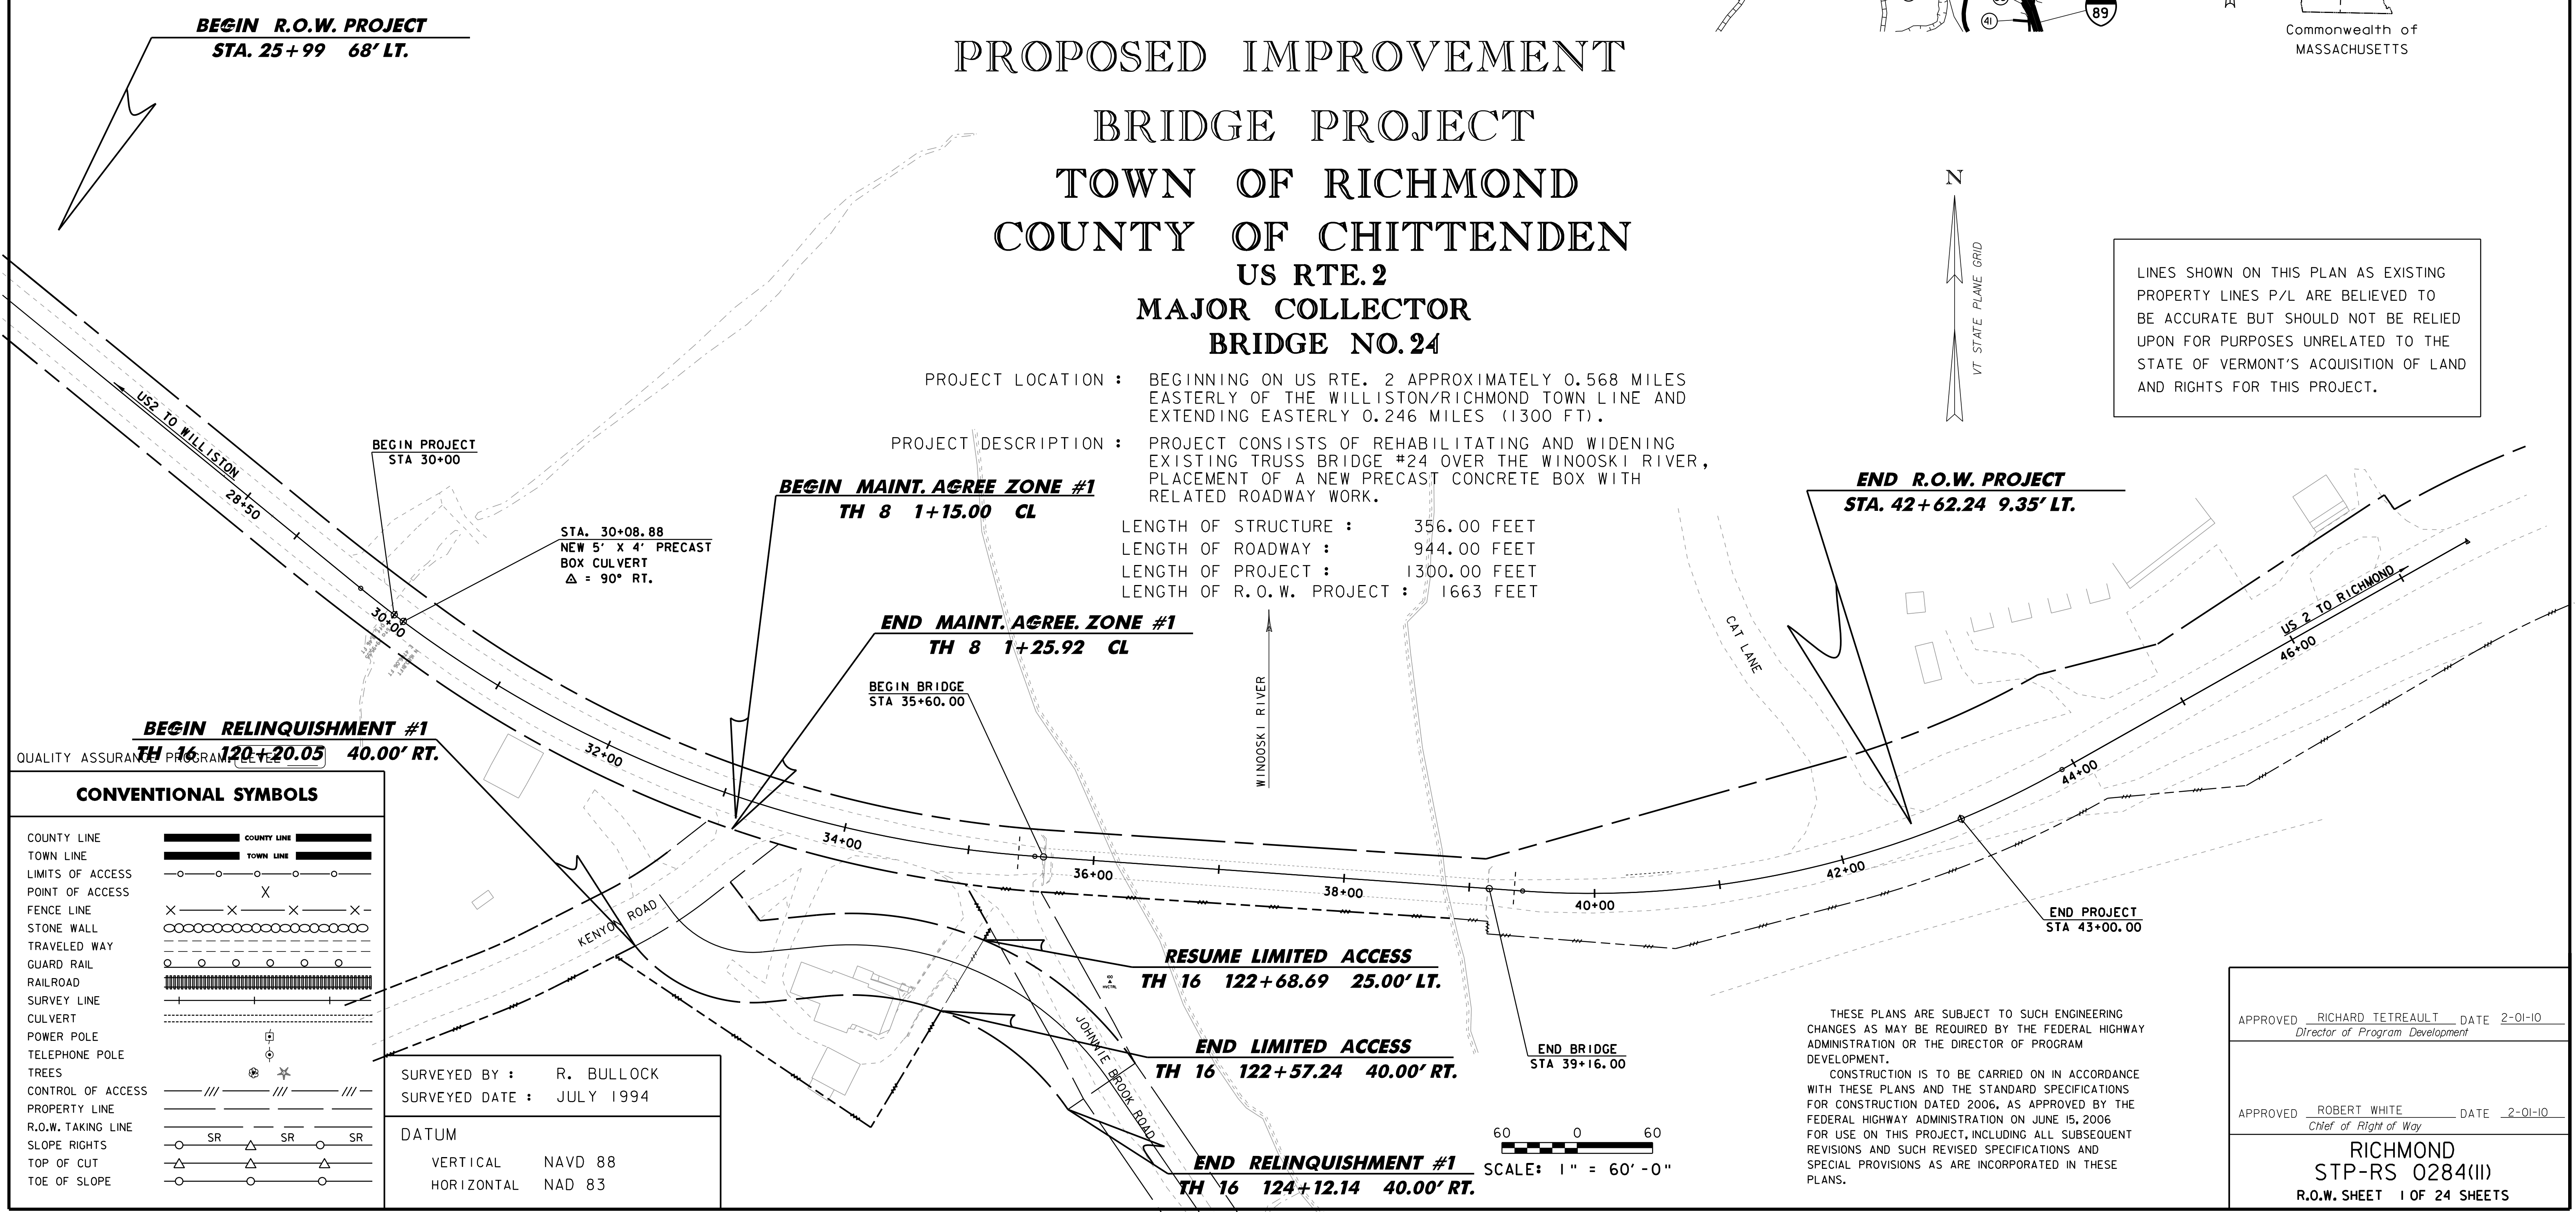 BEGIN R.O.W. PROJECT
STA. 25+99 68' LT.
41
89
Commonwealth of
MASSACHUSETTS
PROPOSED IMPROVEMENT
BRIDGE PROJECT
TOWN OF RICHMOND
COUNTY OF CHITTENDEN
US RTE. 2
MAJOR COLLECTOR
BRIDGE NO. 24
N
VT STATE PLANE GRID
LINES SHOWN ON THIS PLAN AS EXISTING
PROPERTY LINES P/L ARE BELIEVED TO
BE ACCURATE BUT SHOULD NOT BE RELIED
UPON FOR PURPOSES UNRELATED TO THE
STATE OF VERMONT'S ACQUISITION OF LAND
AND RIGHTS FOR THIS PROJECT.
PROJECT LOCATION : BEGINNING ON US RTE. 2 APPROXIMATELY 0.568 MILES
EASTERLY OF THE WILLISTON/RICHMOND TOWN LINE AND
EXTENDING EASTERLY 0.246 MILES (1300 FT).
PROJECT DESCRIPTION : PROJECT CONSISTS OF REHABILITATING AND WIDENING
EXISTING TRUSS BRIDGE #24 OVER THE WINOOSKI RIVER,
PLACEMENT OF A NEW PRECAST CONCRETE BOX WITH
RELATED ROADWAY WORK.
LENGTH OF STRUCTURE : 356.00 FEET
LENGTH OF ROADWAY : 944.00 FEET
LENGTH OF PROJECT : 1300.00 FEET
LENGTH OF R.O.W. PROJECT : 1663 FEET
US2 TO WILLISTON
28+50
BEGIN PROJECT
STA 30+00
30+00
STA. 30+08.88
NEW 5' X 4' PRECAST
BOX CULVERT
△ = 90° RT.
BEGIN MAINT. AGREE ZONE #1
TH 8 1+15.00 CL
END MAINT. AGREE. ZONE #1
TH 8 1+25.92 CL
BEGIN BRIDGE
STA 35+60.00
WINOOSKI RIVER
CAT LANE
END R.O.W. PROJECT
STA. 42+62.24 9.35' LT.
US 2 TO RICHMOND
46+00
44+00
42+00
40+00
38+00
36+00
34+00
32+00
BEGIN RELINQUISHMENT #1
TH 16 120+20.05 40.00' RT.
QUALITY ASSURANCE PROGRAM: LEVEL
KENYON ROAD
JOHNNIE BROOK ROAD
RESUME LIMITED ACCESS
TH 16 122+68.69 25.00' LT.
END LIMITED ACCESS
TH 16 122+57.24 40.00' RT.
END RELINQUISHMENT #1
TH 16 124+12.14 40.00' RT.
END BRIDGE
STA 39+16.00
END PROJECT
STA 43+00.00
60 0 60
SCALE: 1" = 60'-0"
CONVENTIONAL SYMBOLS
COUNTY LINE COUNTY LINE
TOWN LINE TOWN LINE
LIMITS OF ACCESS
POINT OF ACCESS
FENCE LINE
STONE WALL
TRAVELED WAY
GUARD RAIL
RAILROAD
SURVEY LINE
CULVERT
POWER POLE
TELEPHONE POLE
TREES
CONTROL OF ACCESS
PROPERTY LINE
R.O.W. TAKING LINE
SLOPE RIGHTS SR SR SR
TOP OF CUT
TOE OF SLOPE
SURVEYED BY : R. BULLOCK
SURVEYED DATE : JULY 1994
DATUM
VERTICAL NAVD 88
HORIZONTAL NAD 83
THESE PLANS ARE SUBJECT TO SUCH ENGINEERING
CHANGES AS MAY BE REQUIRED BY THE FEDERAL HIGHWAY
ADMINISTRATION OR THE DIRECTOR OF PROGRAM
DEVELOPMENT.
CONSTRUCTION IS TO BE CARRIED ON IN ACCORDANCE
WITH THESE PLANS AND THE STANDARD SPECIFICATIONS
FOR CONSTRUCTION DATED 2006, AS APPROVED BY THE
FEDERAL HIGHWAY ADMINISTRATION ON JUNE 15, 2006
FOR USE ON THIS PROJECT, INCLUDING ALL SUBSEQUENT
REVISIONS AND SUCH REVISED SPECIFICATIONS AND
SPECIAL PROVISIONS AS ARE INCORPORATED IN THESE
PLANS.
APPROVED RICHARD TETREAULT DATE 2-01-10
Director of Program Development
APPROVED ROBERT WHITE DATE 2-01-10
Chief of Right of Way
RICHMOND
STP-RS 0284(11)
R.O.W. SHEET 1 OF 24 SHEETS